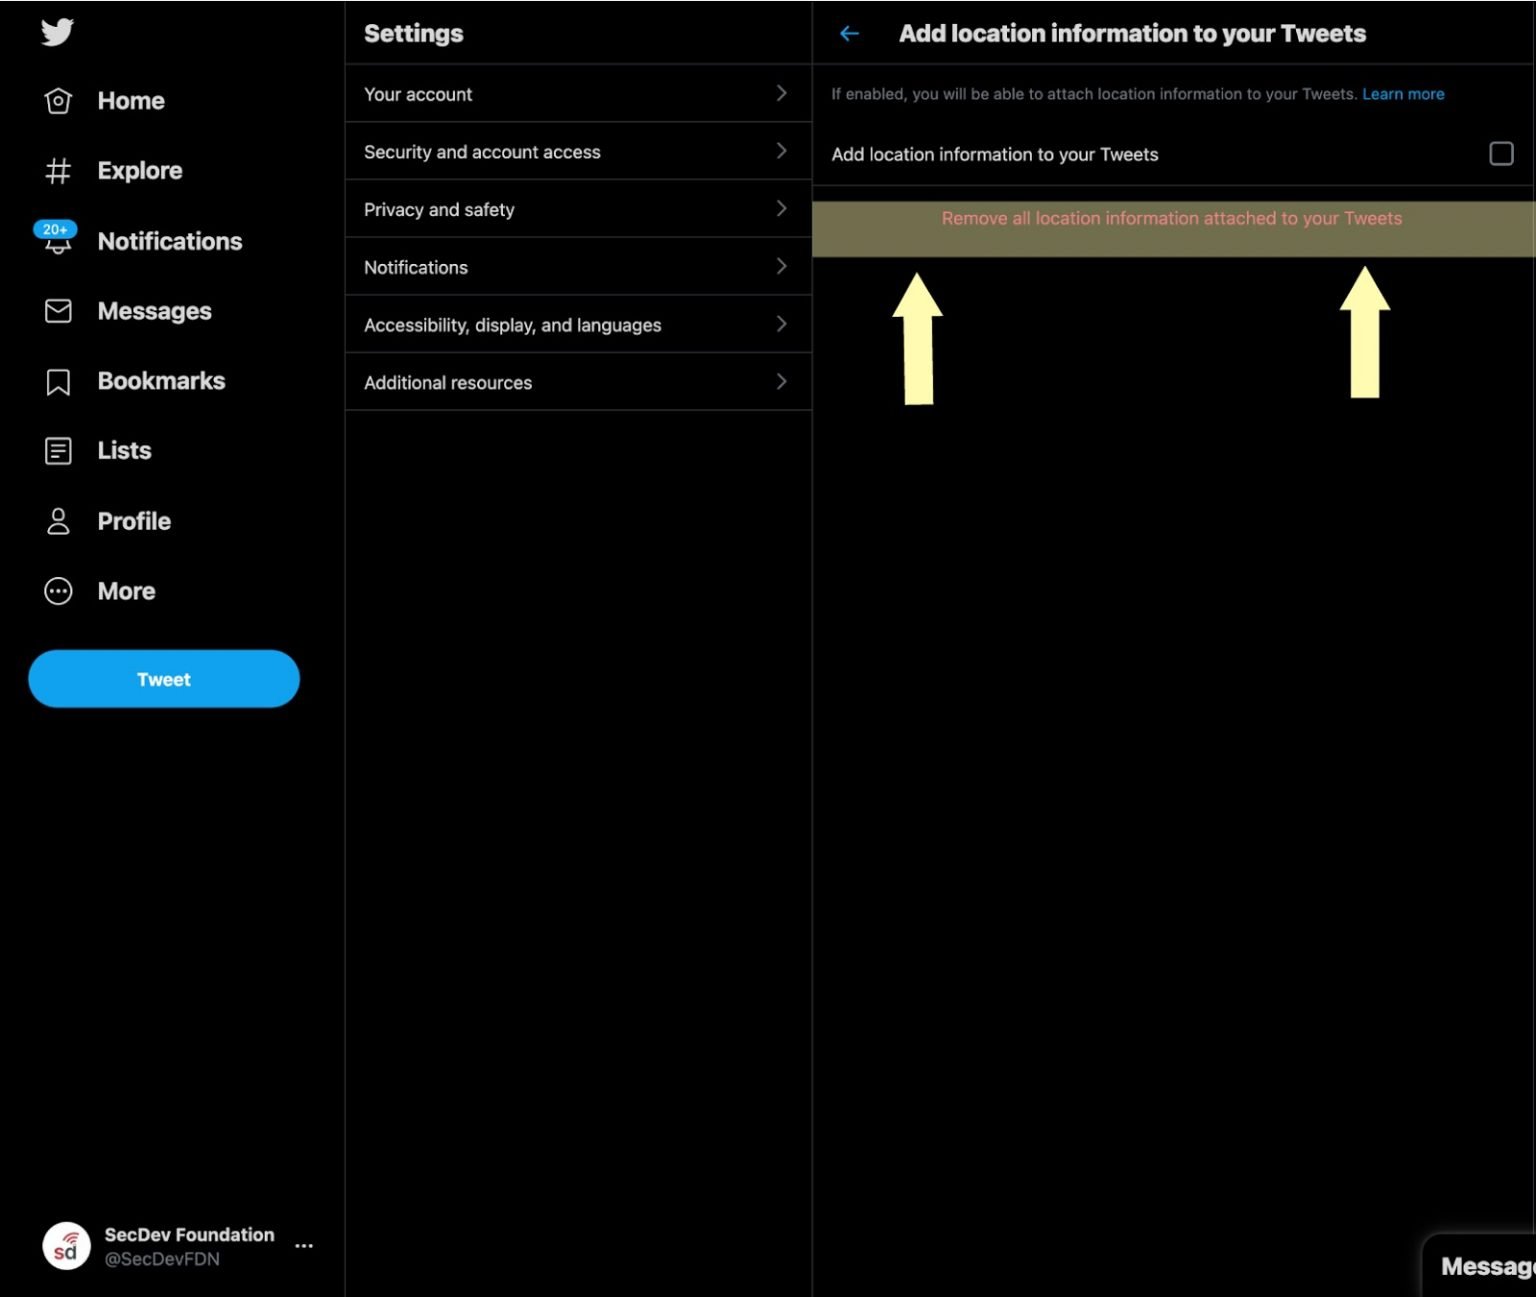 Home
Explore
20+
Notifications
Messages
Bookmarks
Lists
Profile
More
Tweet
sd
SecDev Foundation
@SecDevFDN
Settings
Your account
Security and account access
Privacy and safety
Notifications
Accessibility, display, and languages
Additional resources
Add location information to your Tweets
If enabled, you will be able to attach location information to your Tweets. Learn more
Add location information to your Tweets
Remove all location information attached to your Tweets
Message